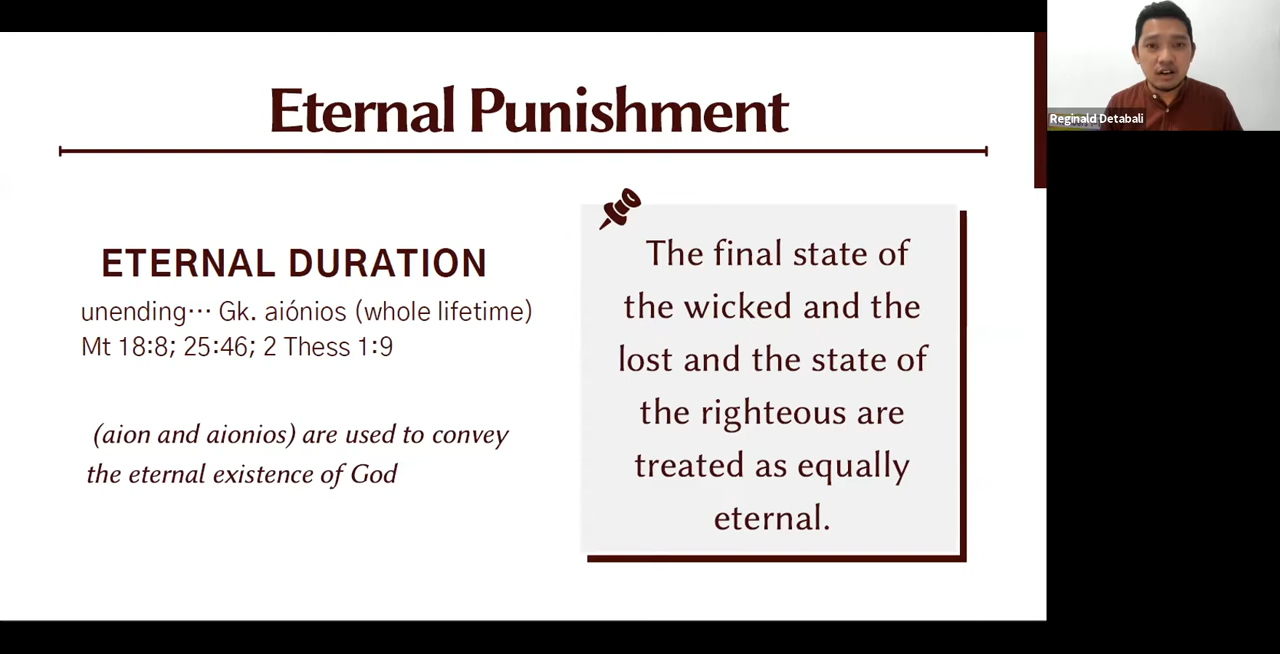 Eternal Punishment
ETERNAL DURATION
unending··· Gk. aiónios (whole lifetime)
Mt 18:8; 25:46; 2 Thess 1:9
(aion and aionios) are used to convey
the eternal existence of God
The final state of
the wicked and the
lost and the state of
the righteous are
treated as equally
eternal.
Reginald Detabali